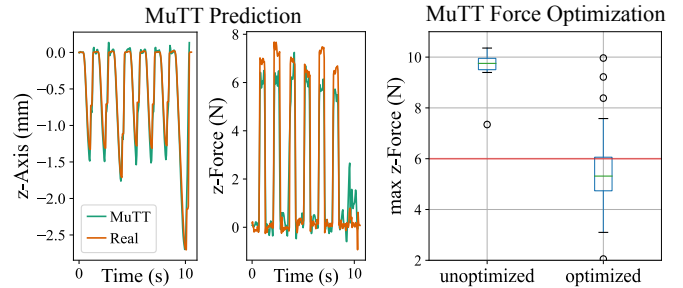 MuTT Prediction
MuTT Force Optimization
z-Axis (mm)
0.0
−0.5
−1.0
−1.5
−2.0
−2.5
MuTT
Real
0
10
Time (s)
z-Force (N)
8
6
4
2
0
0
10
Time (s)
max z-Force (N)
10
8
6
4
2
unoptimized
optimized